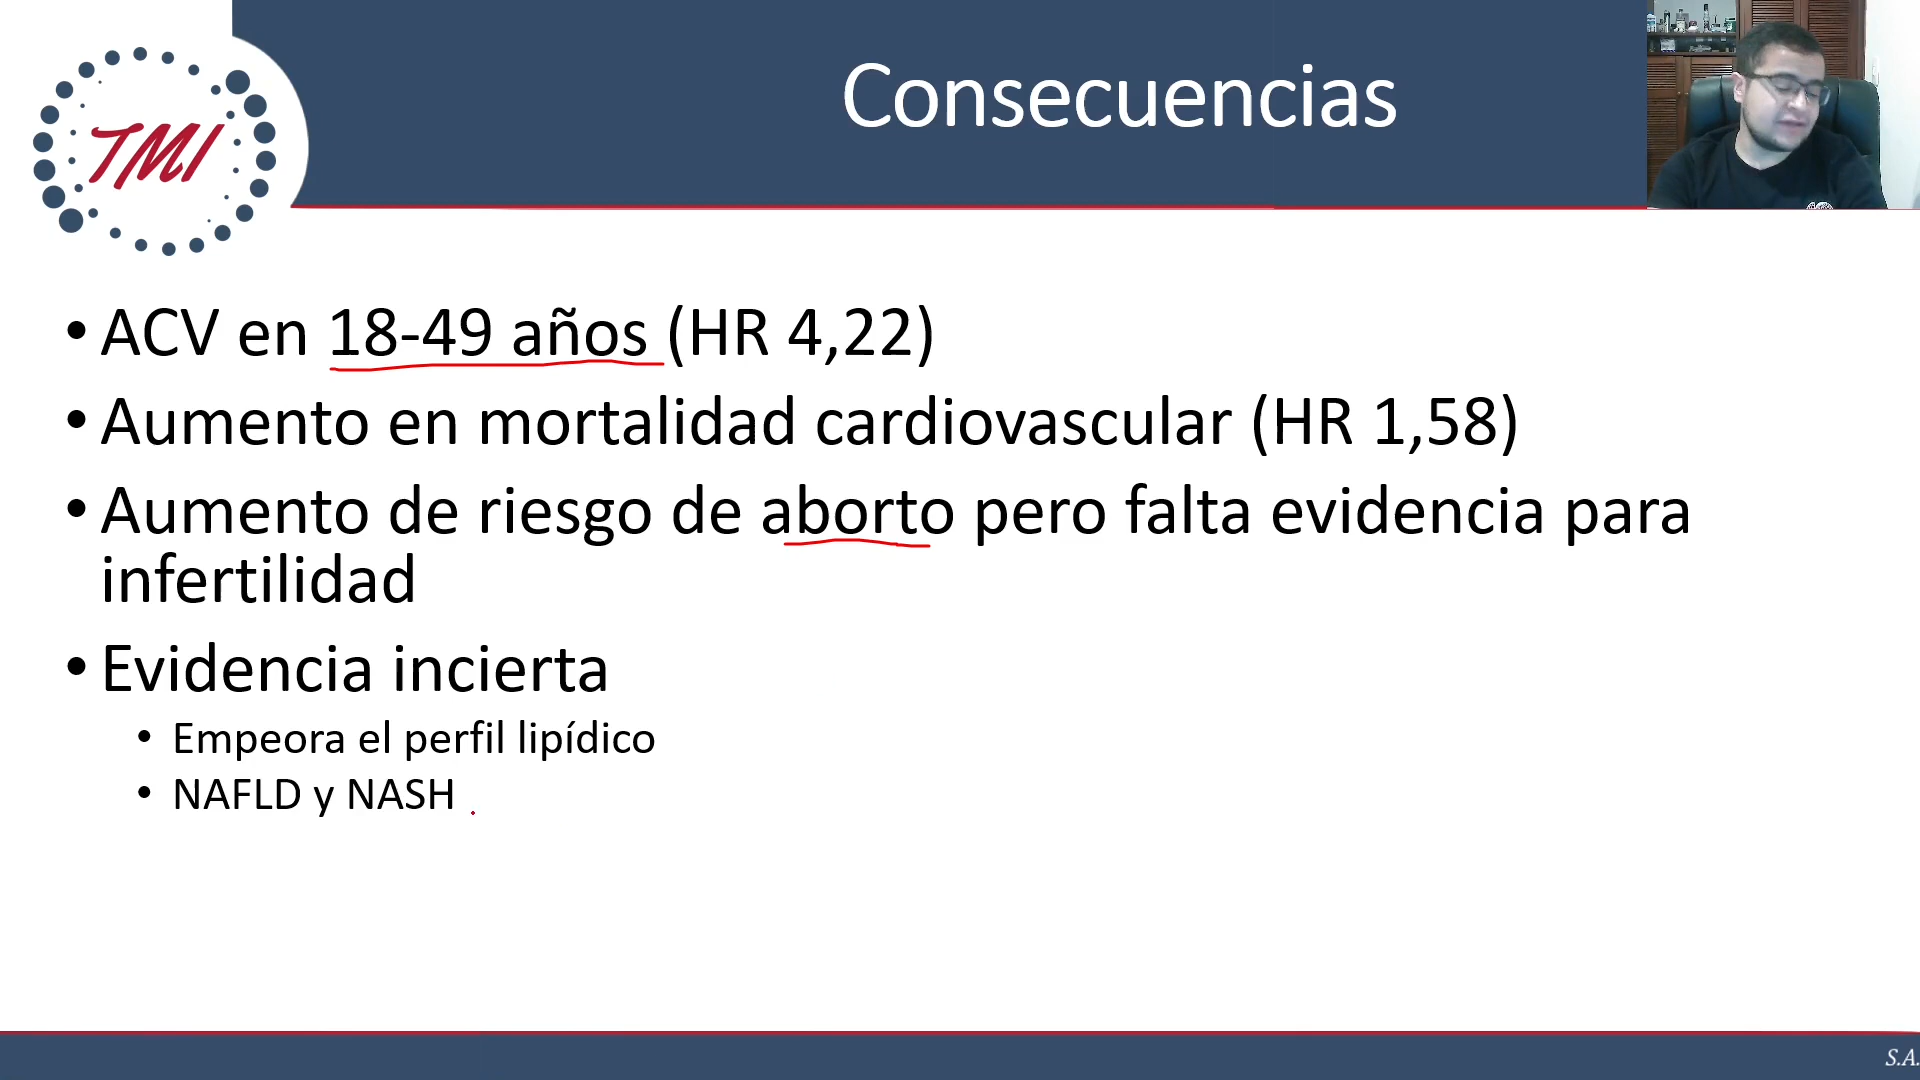 Consecuencias
TMI
• ACV en 18-49 años (HR 4,22)
• Aumento en mortalidad cardiovascular (HR 1,58)
• Aumento de riesgo de aborto pero falta evidencia para
infertilidad
• Evidencia incierta
• Empeora el perfil lipídico
• NAFLD y NASH
S.A.